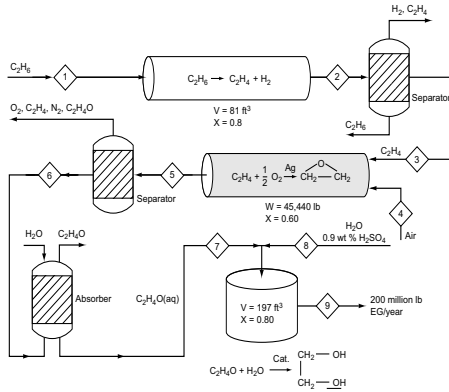 H₂, C₂H₄
C₂H₆
1
C₂H₆ → C₂H₄ + H₂
2
V = 81 ft³
X = 0.8
Separator
O₂, C₂H₄, N₂, C₂H₄O
C₂H₆
C₂H₄
3
6
5
C₂H₄ + 1/2 O₂ Ag → CH₂ – CH₂
O
Separator
W = 45,440 lb
X = 0.60
4
Air
H₂O
C₂H₄O
7
H₂O
0.9 wt % H₂SO₄
8
Absorber
C₂H₄O(aq)
V = 197 ft³
X = 0.80
9
200 million lb
EG/year
C₂H₄O + H₂O Cat. → CH₂ – OH
CH₂ – OH